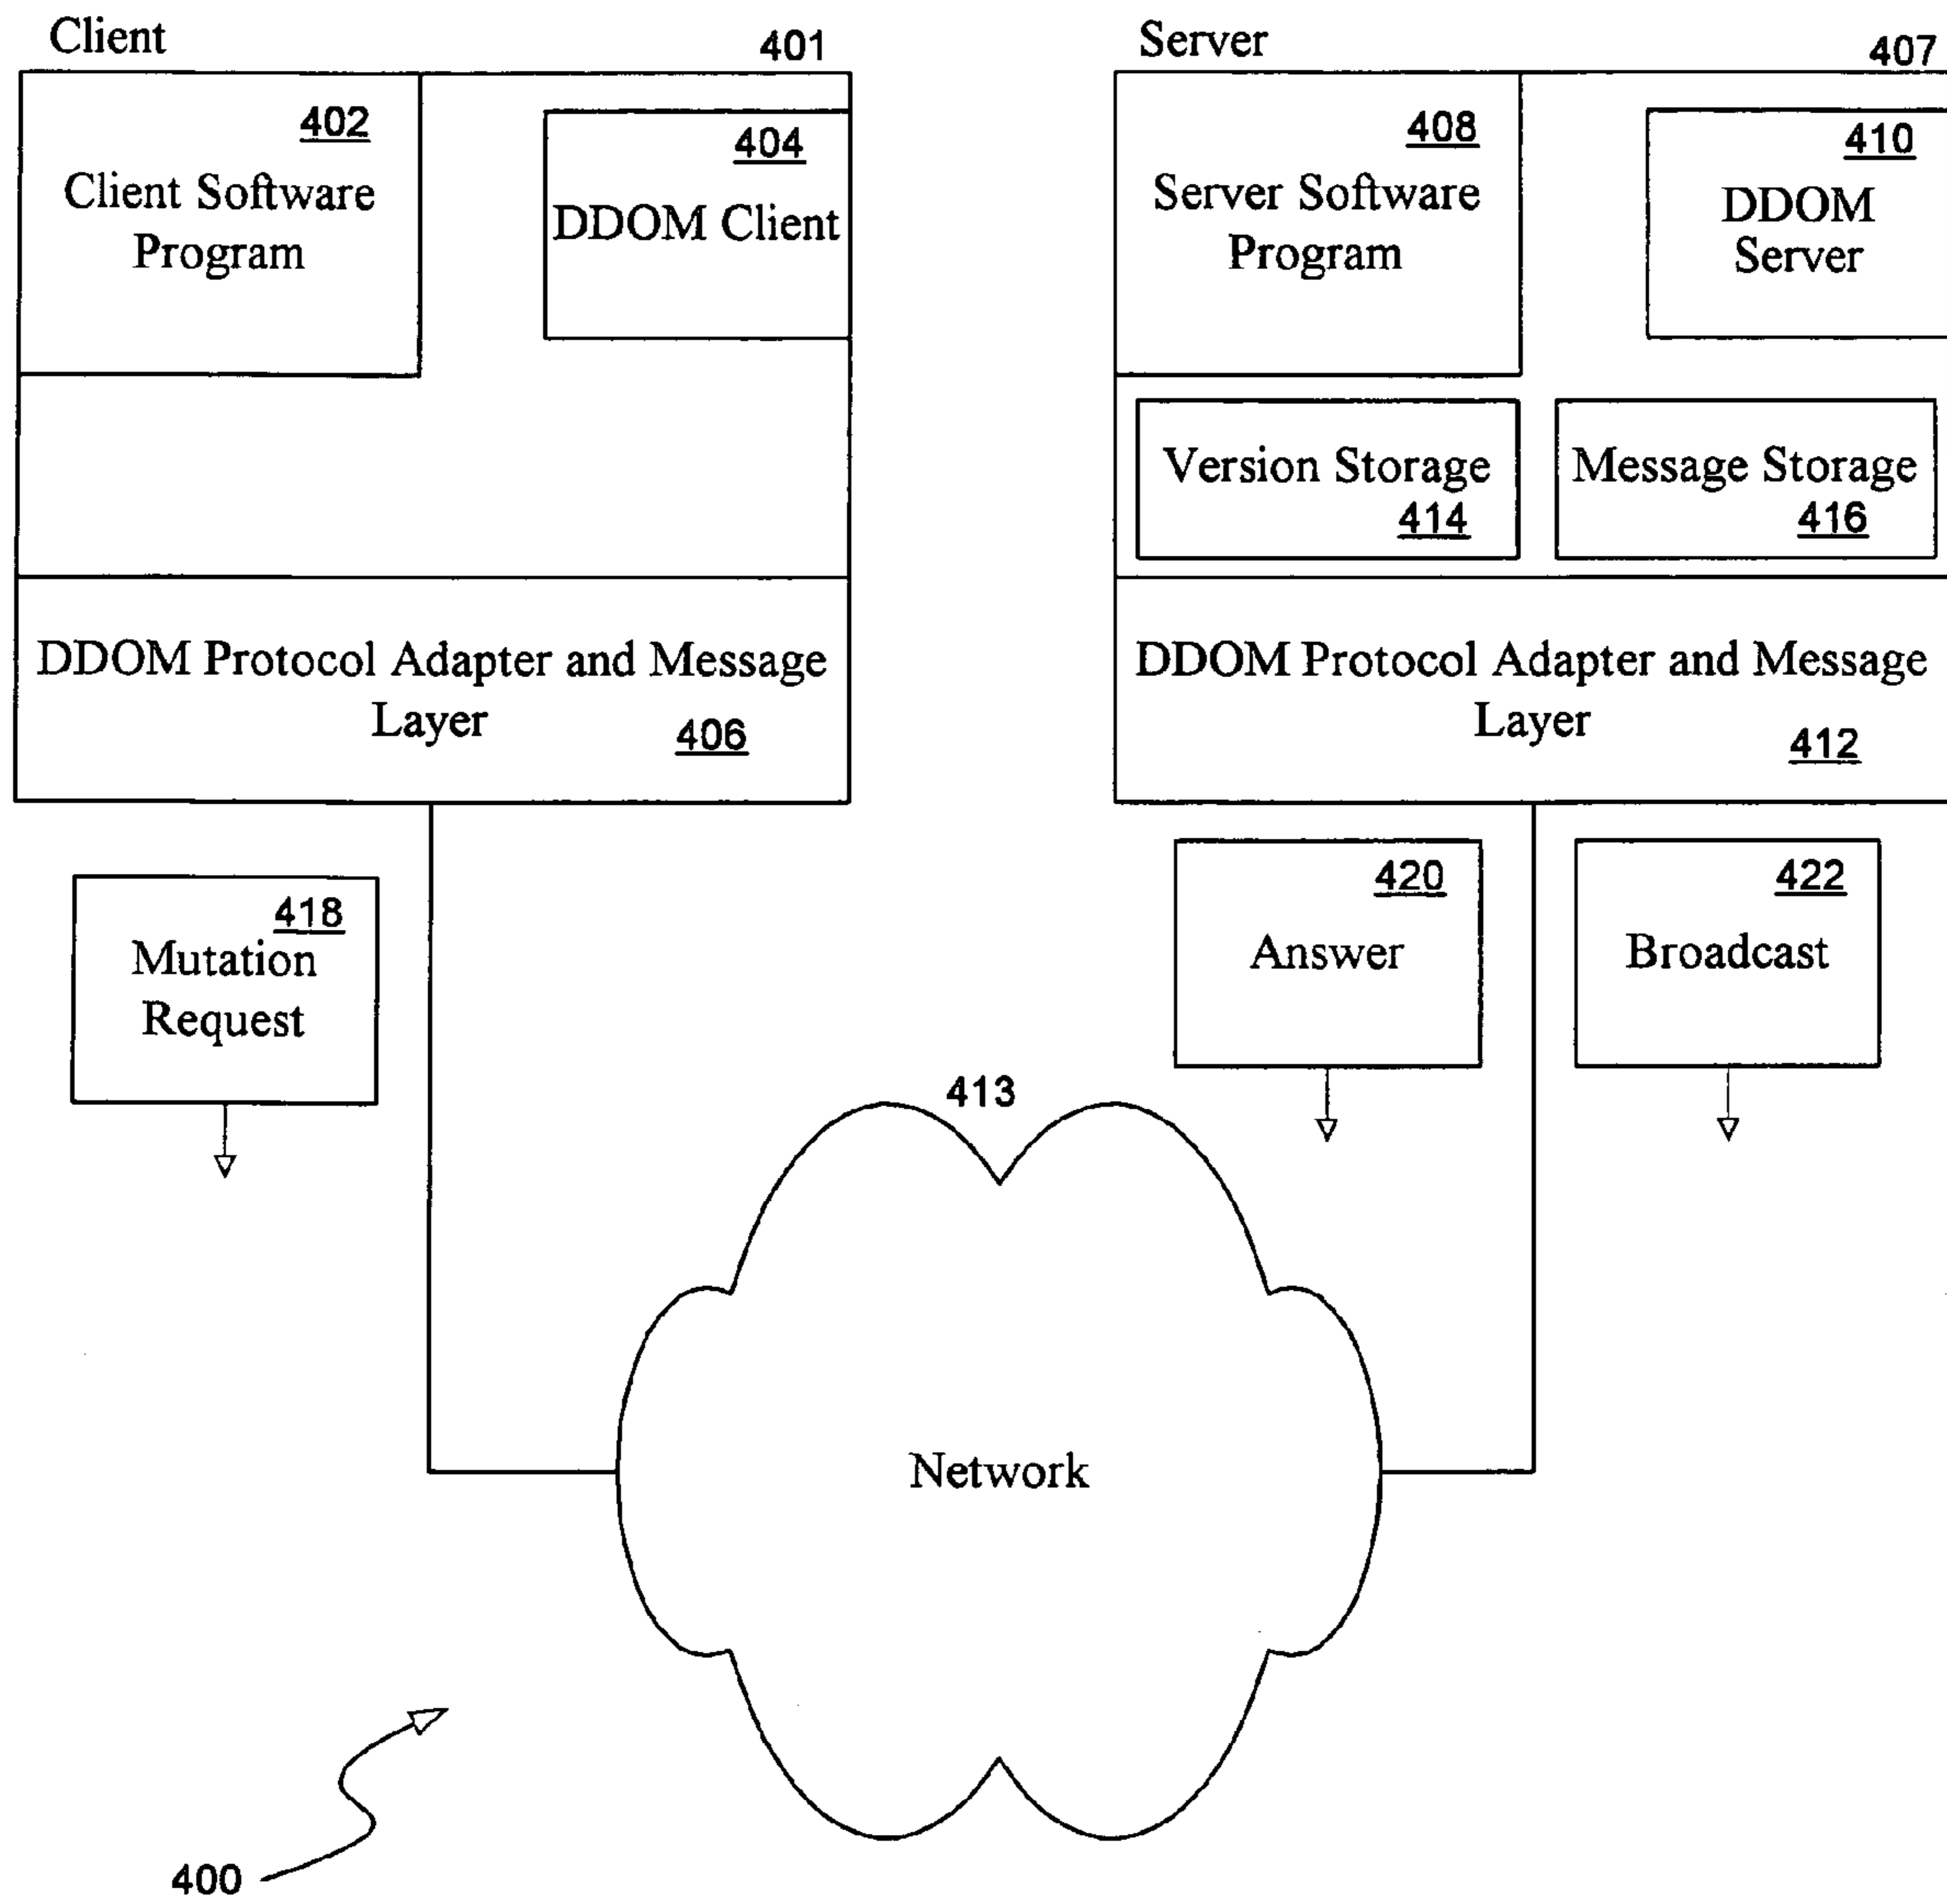 Client
401
402
Client Software
Program
404
DDOM Client
DDOM Protocol Adapter and Message
Layer
406
418
Mutation
Request
Server
407
408
Server Software
Program
410
DDOM
Server
Version Storage
414
Message Storage
416
DDOM Protocol Adapter and Message
Layer
412
420
Answer
422
Broadcast
413
Network
400